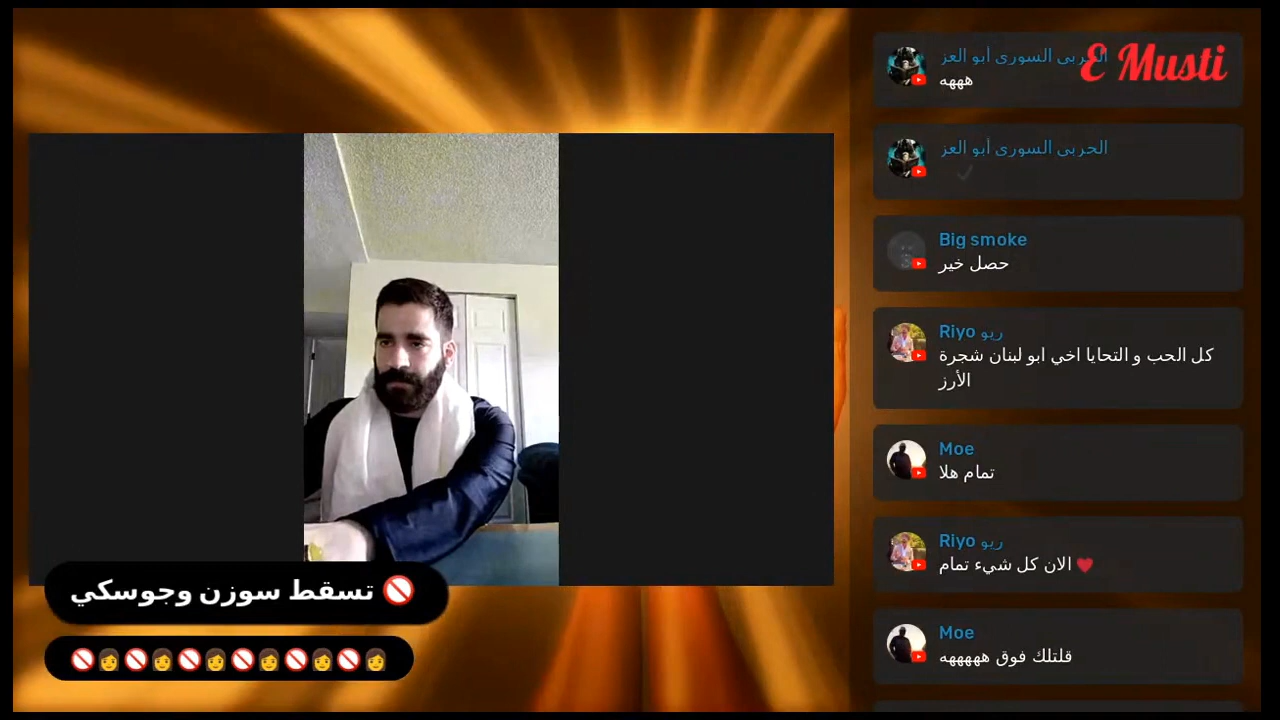 🚫 تسقط سوزن وجوسكي
🚫👩🚫👩🚫👩🚫👩🚫👩🚫👩
E Musti
الحربي السوري أبو العز
هههه
الحربي السوري أبو العز
✓
Big smoke
حصل خير
Riyo ريو
كل الحب و التحايا اخي ابو لبنان شجرة
الأرز
Moe
تمام هلا
Riyo ريو
الان كل شيء تمام ♥
Moe
قلتلك فوق هههههه